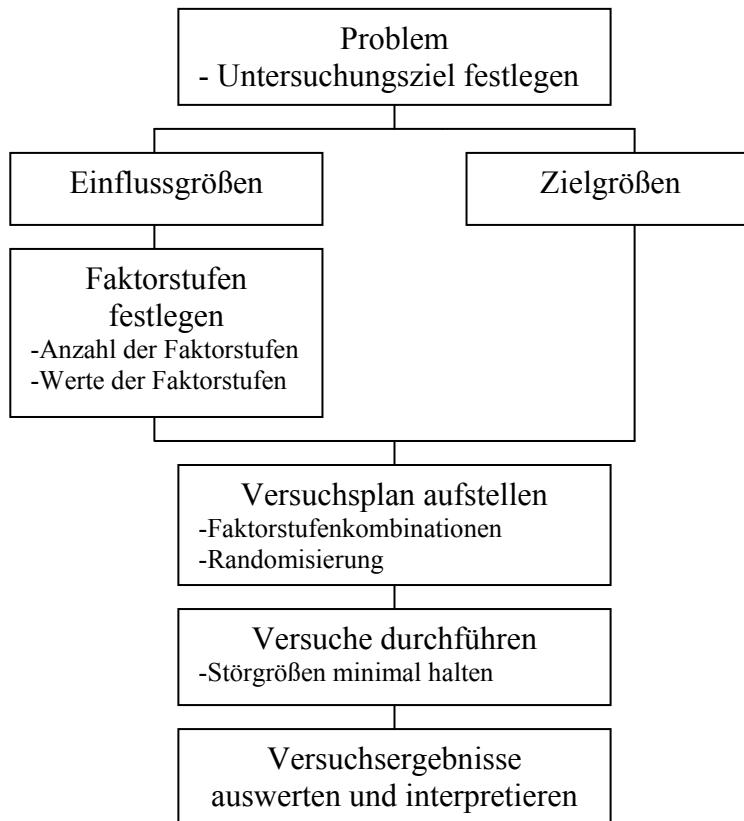 Problem
- Untersuchungsziel festlegen
Einflussgrößen
Zielgrößen
Faktorstufen
festlegen
-Anzahl der Faktorstufen
-Werte der Faktorstufen
Versuchsplan aufstellen
-Faktorstufenkombinationen
-Randomisierung
Versuche durchführen
-Störgrößen minimal halten
Versuchsergebnisse
auswerten und interpretieren